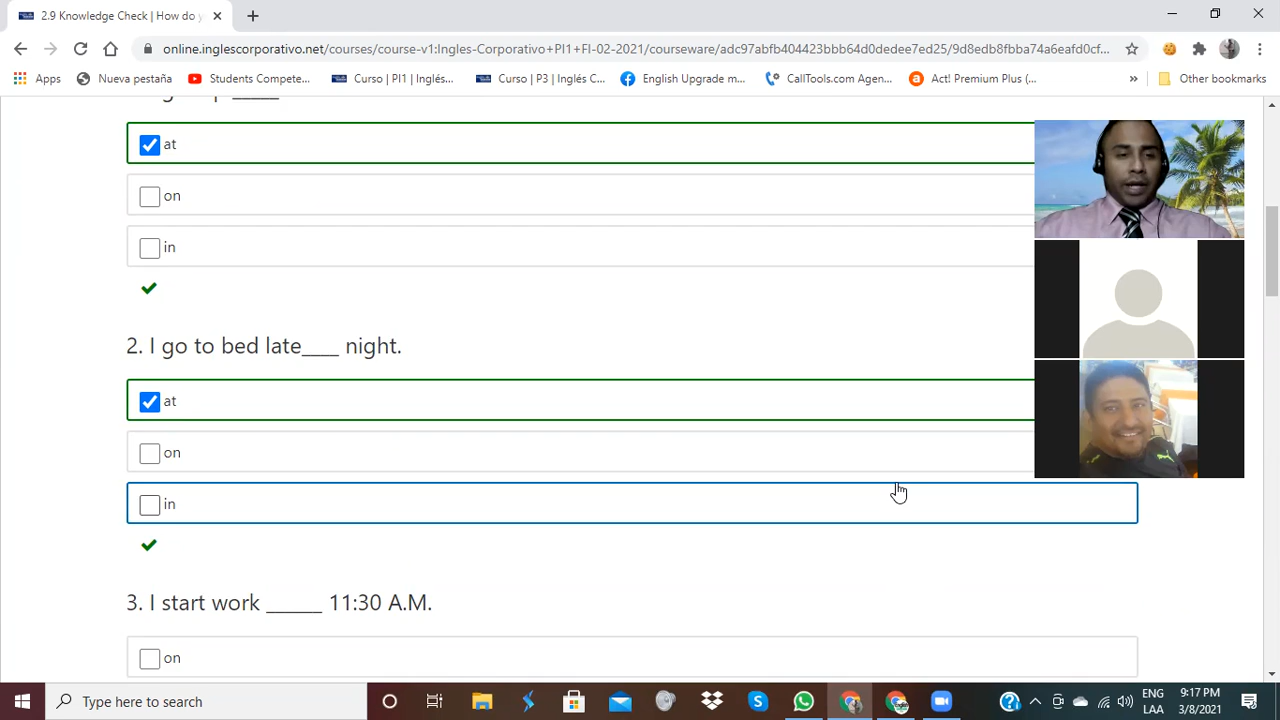 2.9 Knowledge Check | How do y
online.inglescorporativo.net/courses/course-v1:Ingles-Corporativo+PI1+FI-02-2021/courseware/adc97abfb404423bbb64d0dedee7ed25/9d8edb8fbba74a6eafd0cf...
Apps Nueva pestaña Students Compete... Curso | PI1 | Inglés... Curso | P3 | Inglés C... English Upgrade m... CallTools.com Agen... Act! Premium Plus (... » Other bookmarks
at
on
in
2. I go to bed late____ night.
at
on
in
3. I start work ______ 11:30 A.M.
on
Type here to search
ENG 9:17 PM
LAA 3/8/2021